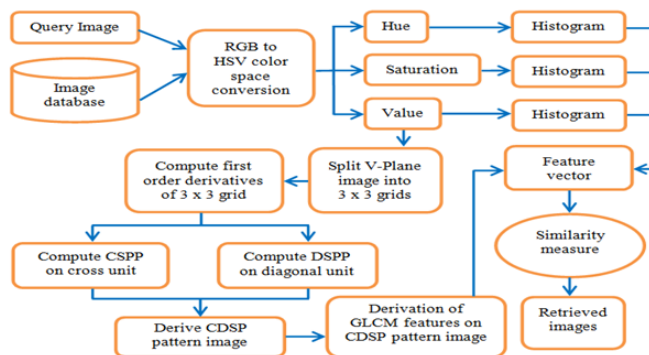 Query Image
Image
database
RGB to
HSV color
space
conversion
Hue
Histogram
Saturation
Histogram
Value
Histogram
Compute first
order derivatives
of 3 x 3 grid
Split V-Plane
image into
3 x 3 grids
Feature
vector
Compute CSPP
on cross unit
Compute DSPP
on diagonal unit
Similarity
measure
Derive CDSP
pattern image
Derivation of
GLCM features on
CDSP pattern image
Retrieved
images